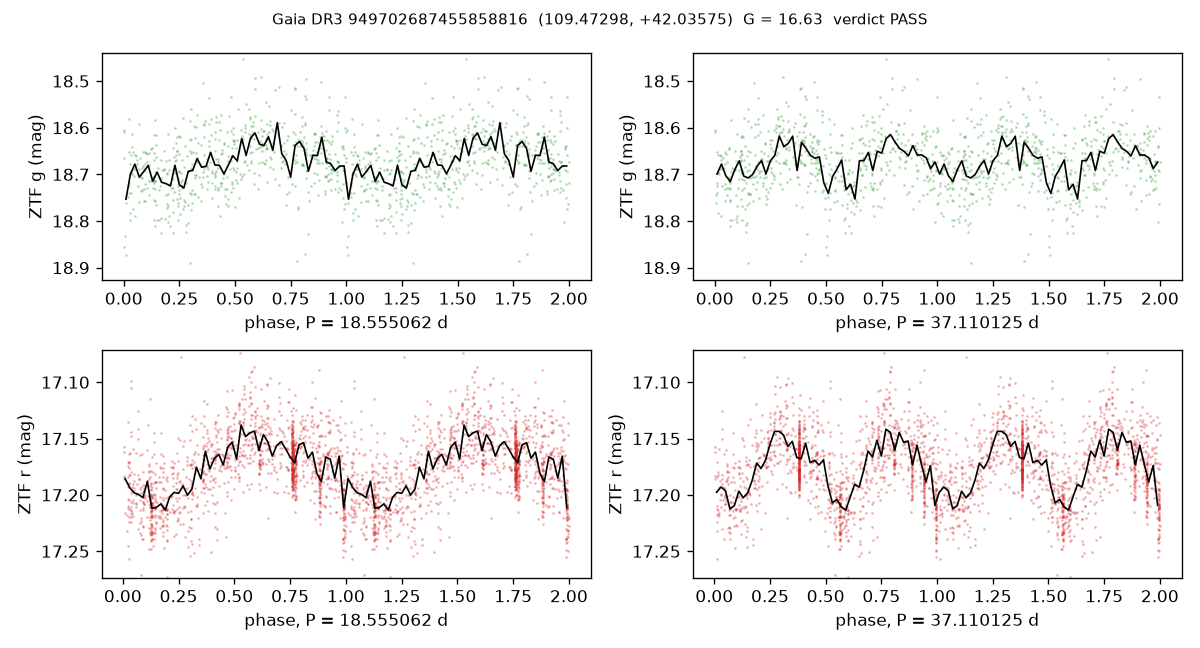 Gaia DR3 949702687455858816 (109.47298, +42.03575) G = 16.63 verdict PASS
ZTF g (mag)
18.5
18.6
18.7
18.8
18.9
0.00 0.25 0.50 0.75 1.00 1.25 1.50 1.75 2.00
phase, P = 18.555062 d
ZTF g (mag)
18.5
18.6
18.7
18.8
18.9
0.00 0.25 0.50 0.75 1.00 1.25 1.50 1.75 2.00
phase, P = 37.110125 d
ZTF r (mag)
17.10
17.15
17.20
17.25
0.00 0.25 0.50 0.75 1.00 1.25 1.50 1.75 2.00
phase, P = 18.555062 d
ZTF r (mag)
17.10
17.15
17.20
17.25
0.00 0.25 0.50 0.75 1.00 1.25 1.50 1.75 2.00
phase, P = 37.110125 d